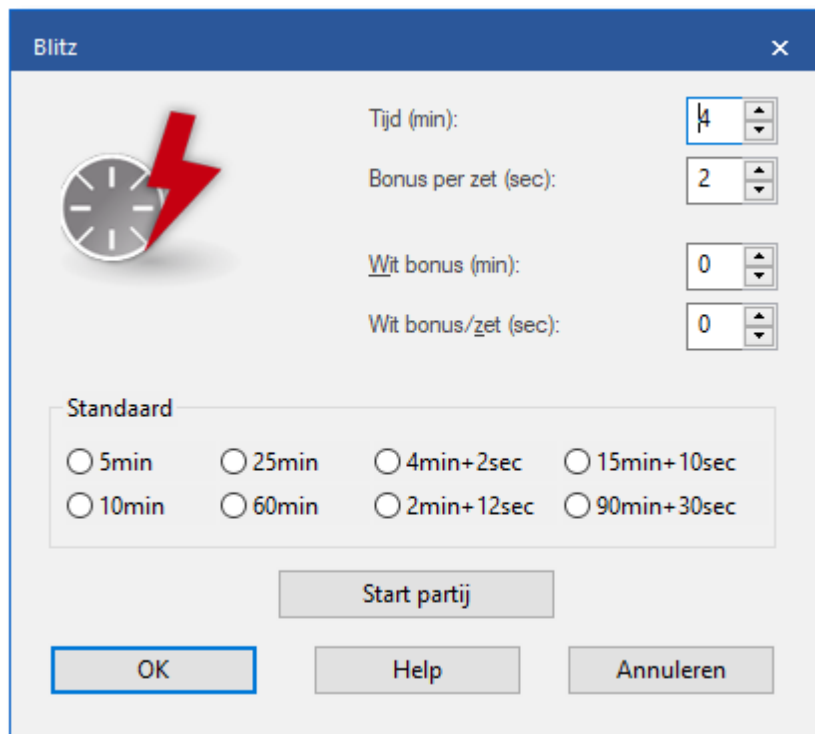 Blitz
Tijd (min): 4
Bonus per zet (sec): 2
Wit bonus (min): 0
Wit bonus/zet (sec): 0
Standaard
5min 25min 4min+2sec 15min+10sec
10min 60min 2min+12sec 90min+30sec
Start partij
OK Help Annuleren